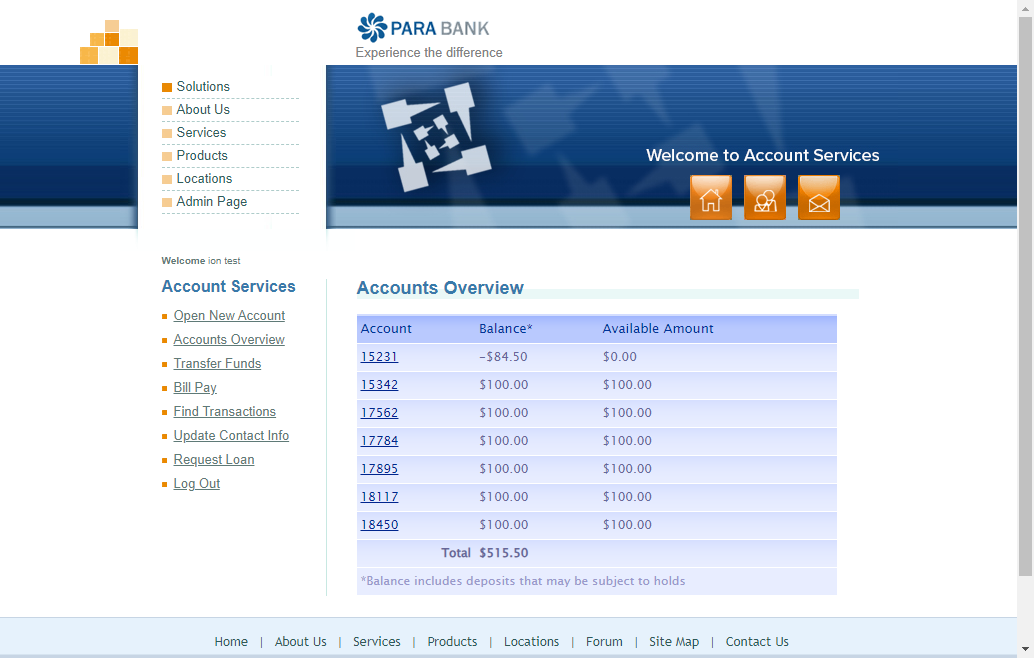 PARA BANK
Experience the difference
Solutions
About Us
Services
Products
Locations
Admin Page
Welcome to Account Services
Welcome ion test
Account Services
Open New Account
Accounts Overview
Transfer Funds
Bill Pay
Find Transactions
Update Contact Info
Request Loan
Log Out
Accounts Overview
Account Balance* Available Amount
15231 -$84.50 $0.00
15342 $100.00 $100.00
17562 $100.00 $100.00
17784 $100.00 $100.00
17895 $100.00 $100.00
18117 $100.00 $100.00
18450 $100.00 $100.00
Total $515.50
*Balance includes deposits that may be subject to holds
Home | About Us | Services | Products | Locations | Forum | Site Map | Contact Us